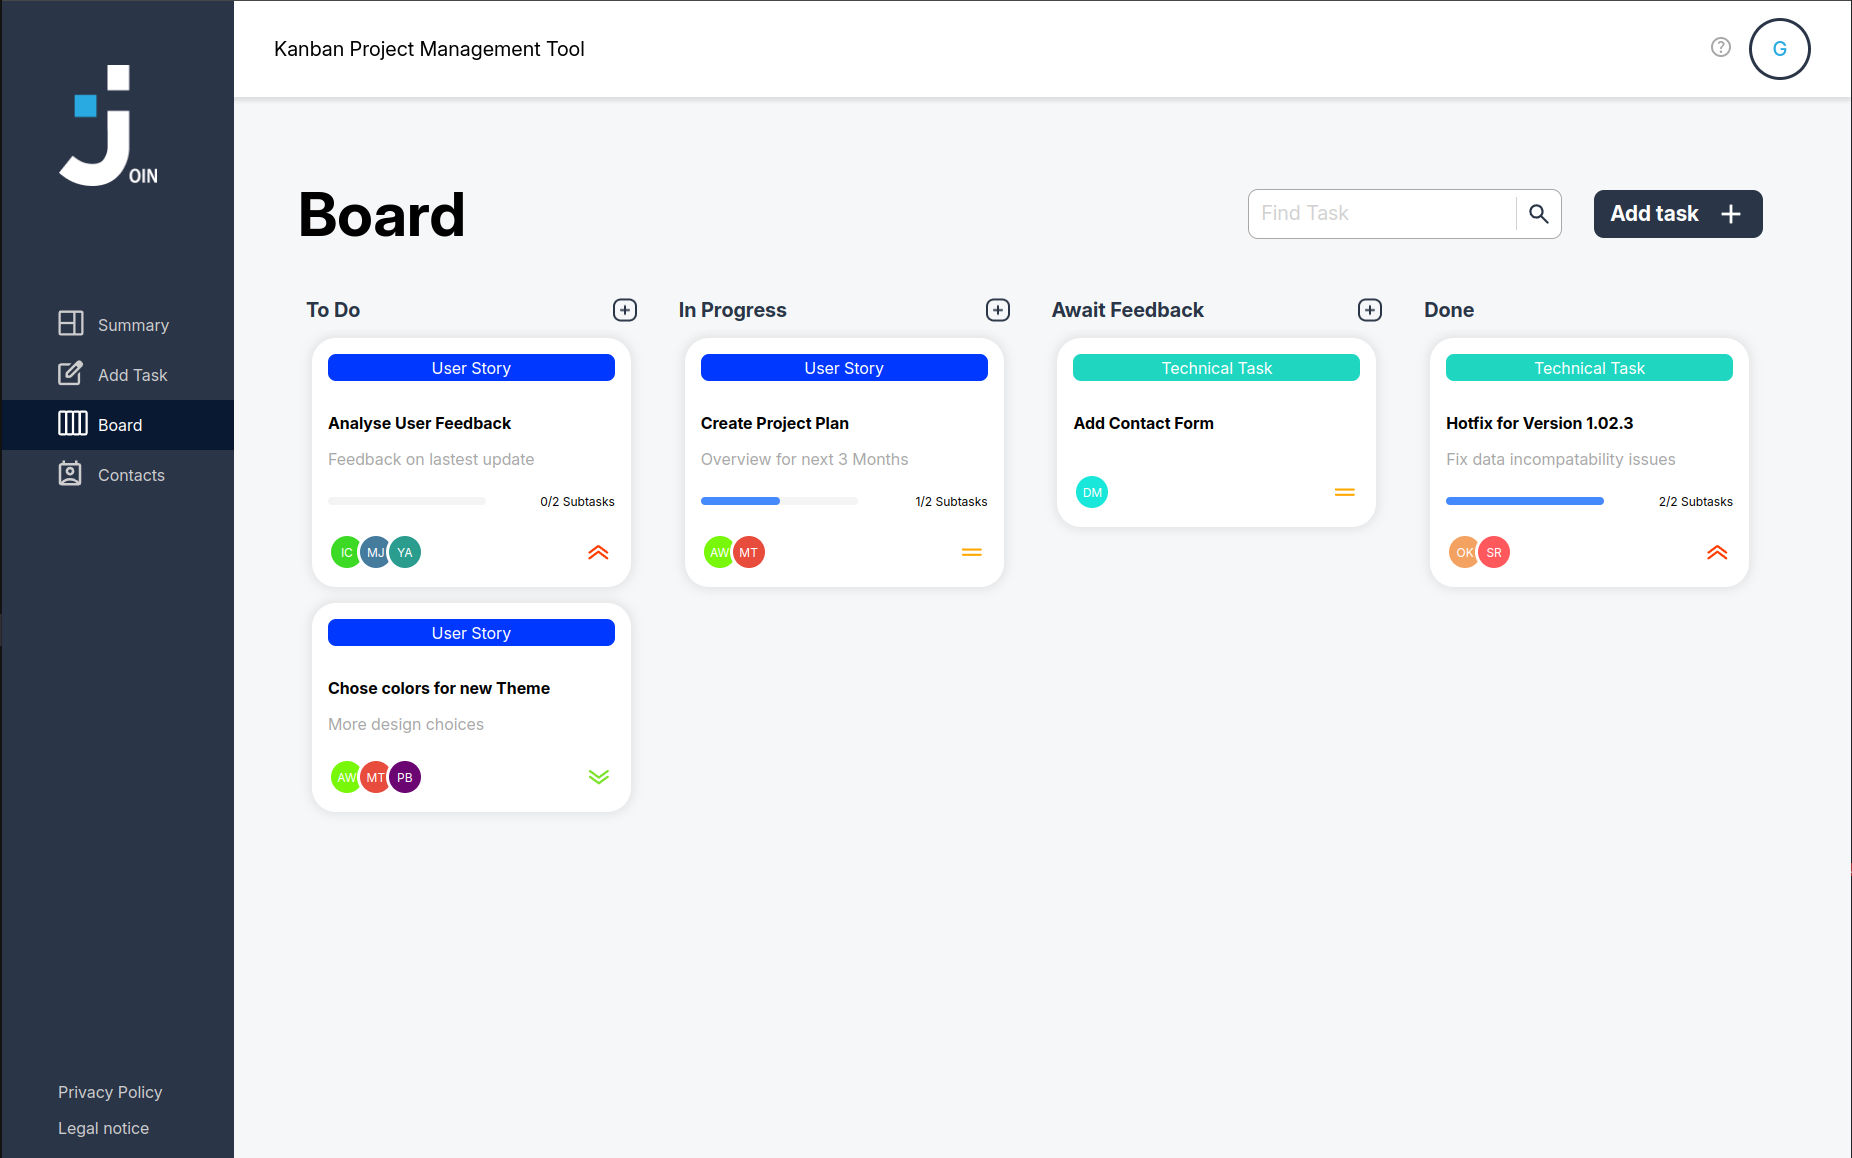 OIN
Summary
Add Task
Board
Contacts
Privacy Policy
Legal notice
Kanban Project Management Tool
G
Board
Find Task
Add task
To Do
User Story
Analyse User Feedback
Feedback on lastest update
0/2 Subtasks
IC MJ YA
User Story
Chose colors for new Theme
More design choices
AW MT PB
In Progress
User Story
Create Project Plan
Overview for next 3 Months
1/2 Subtasks
AW MT
Await Feedback
Technical Task
Add Contact Form
DM
Done
Technical Task
Hotfix for Version 1.02.3
Fix data incompatability issues
2/2 Subtasks
OK SR